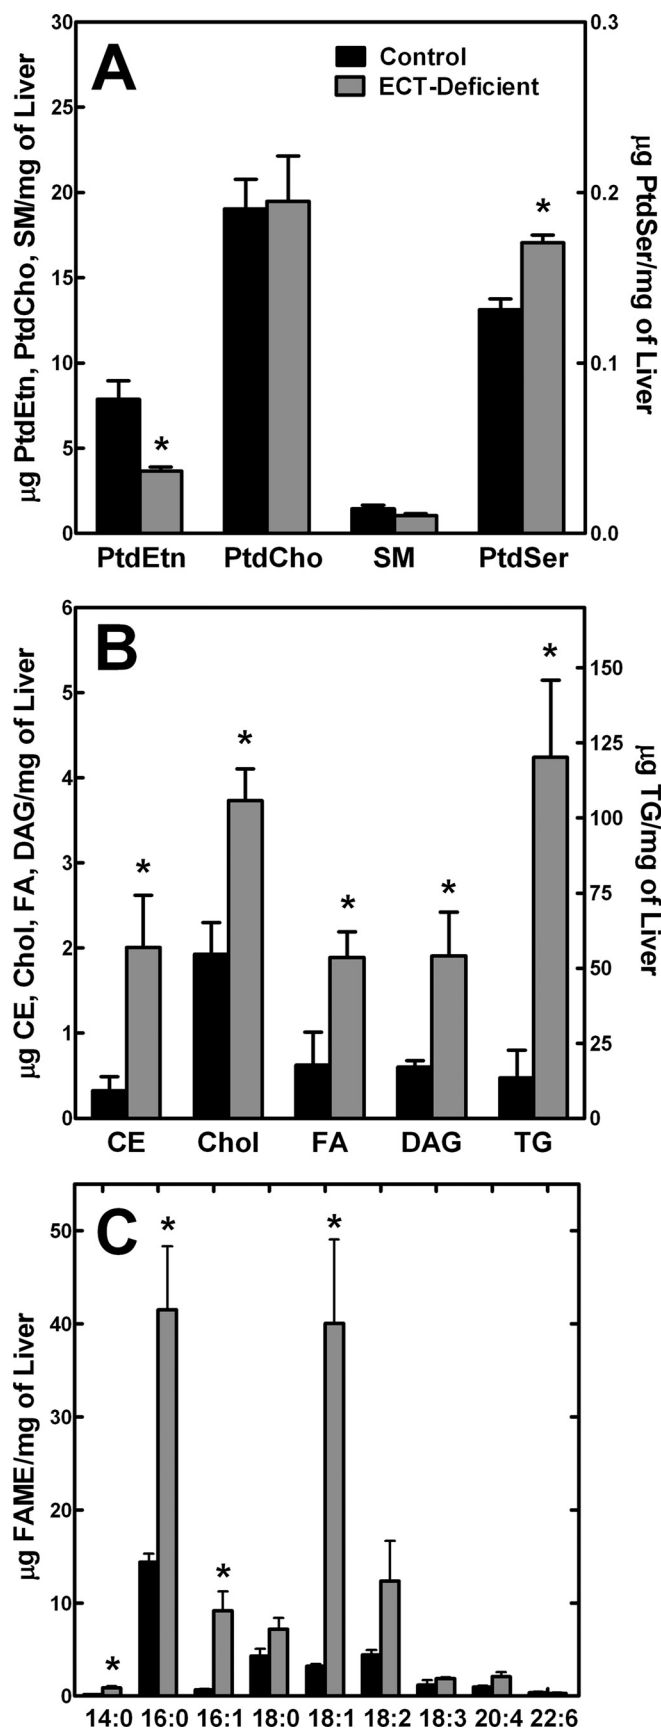 A
Control
ECT-Deficient
μg PtdEtn, PtdCho, SM/mg of Liver
30
25
20
15
10
5
0
*
*
0.3
0.2
0.1
0.0
μg PtdSer/mg of Liver
PtdEtn PtdCho SM PtdSer
B
μg CE, Chol, FA, DAG/mg of Liver
6
5
4
3
2
1
0
* * * * *
150
125
100
75
50
25
0
μg TG/mg of Liver
CE Chol FA DAG TG
C
μg FAME/mg of Liver
50
40
30
20
10
0
* * * *
14:0 16:0 16:1 18:0 18:1 18:2 18:3 20:4 22:6